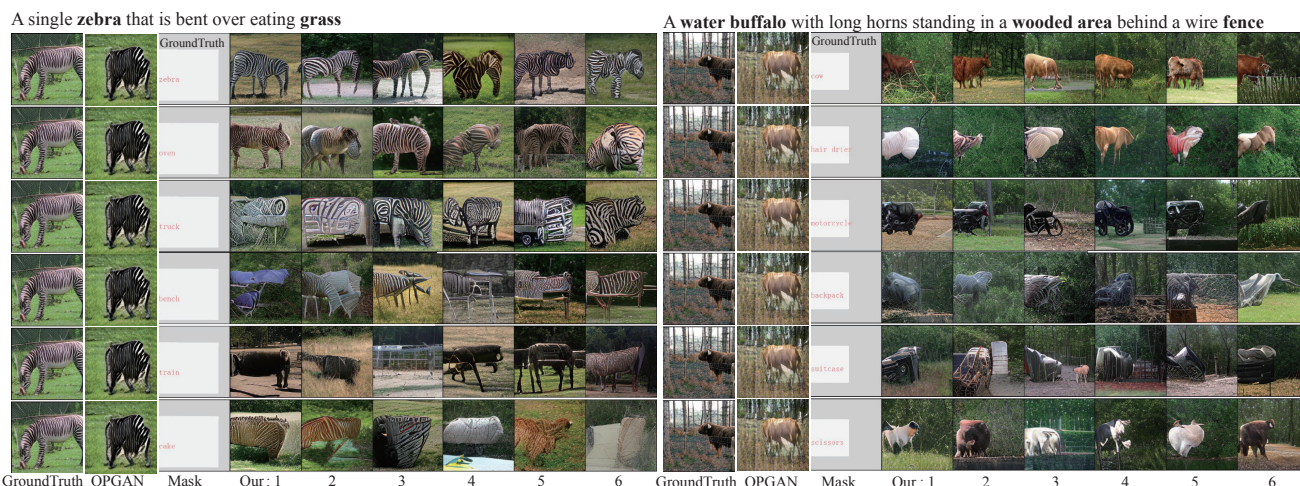 A single zebra that is bent over eating grass
GroundTruth
zebra
oven
truck
bench
train
cake
GroundTruth OPGAN Mask Our : 1 2 3 4 5 6
A water buffalo with long horns standing in a wooded area behind a wire fence
GroundTruth
cow
hair drier
motorcycle
backpack
suitcase
scissors
GroundTruth OPGAN Mask Our : 1 2 3 4 5 6